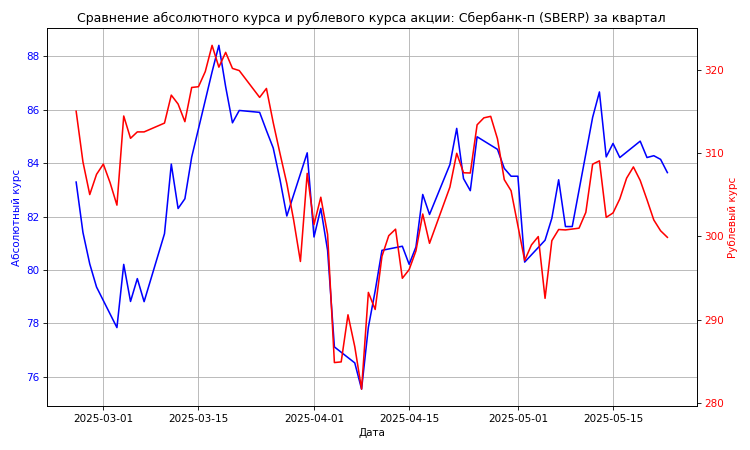 Сравнение абсолютного курса и рублевого курса акции: Сбербанк-п (SBERP) за квартал
88
86
84
82
80
78
76
Абсолютный курс
320
310
300
290
280
Рублевый курс
2025-03-01 2025-03-15 2025-04-01 2025-04-15 2025-05-01 2025-05-15
Дата